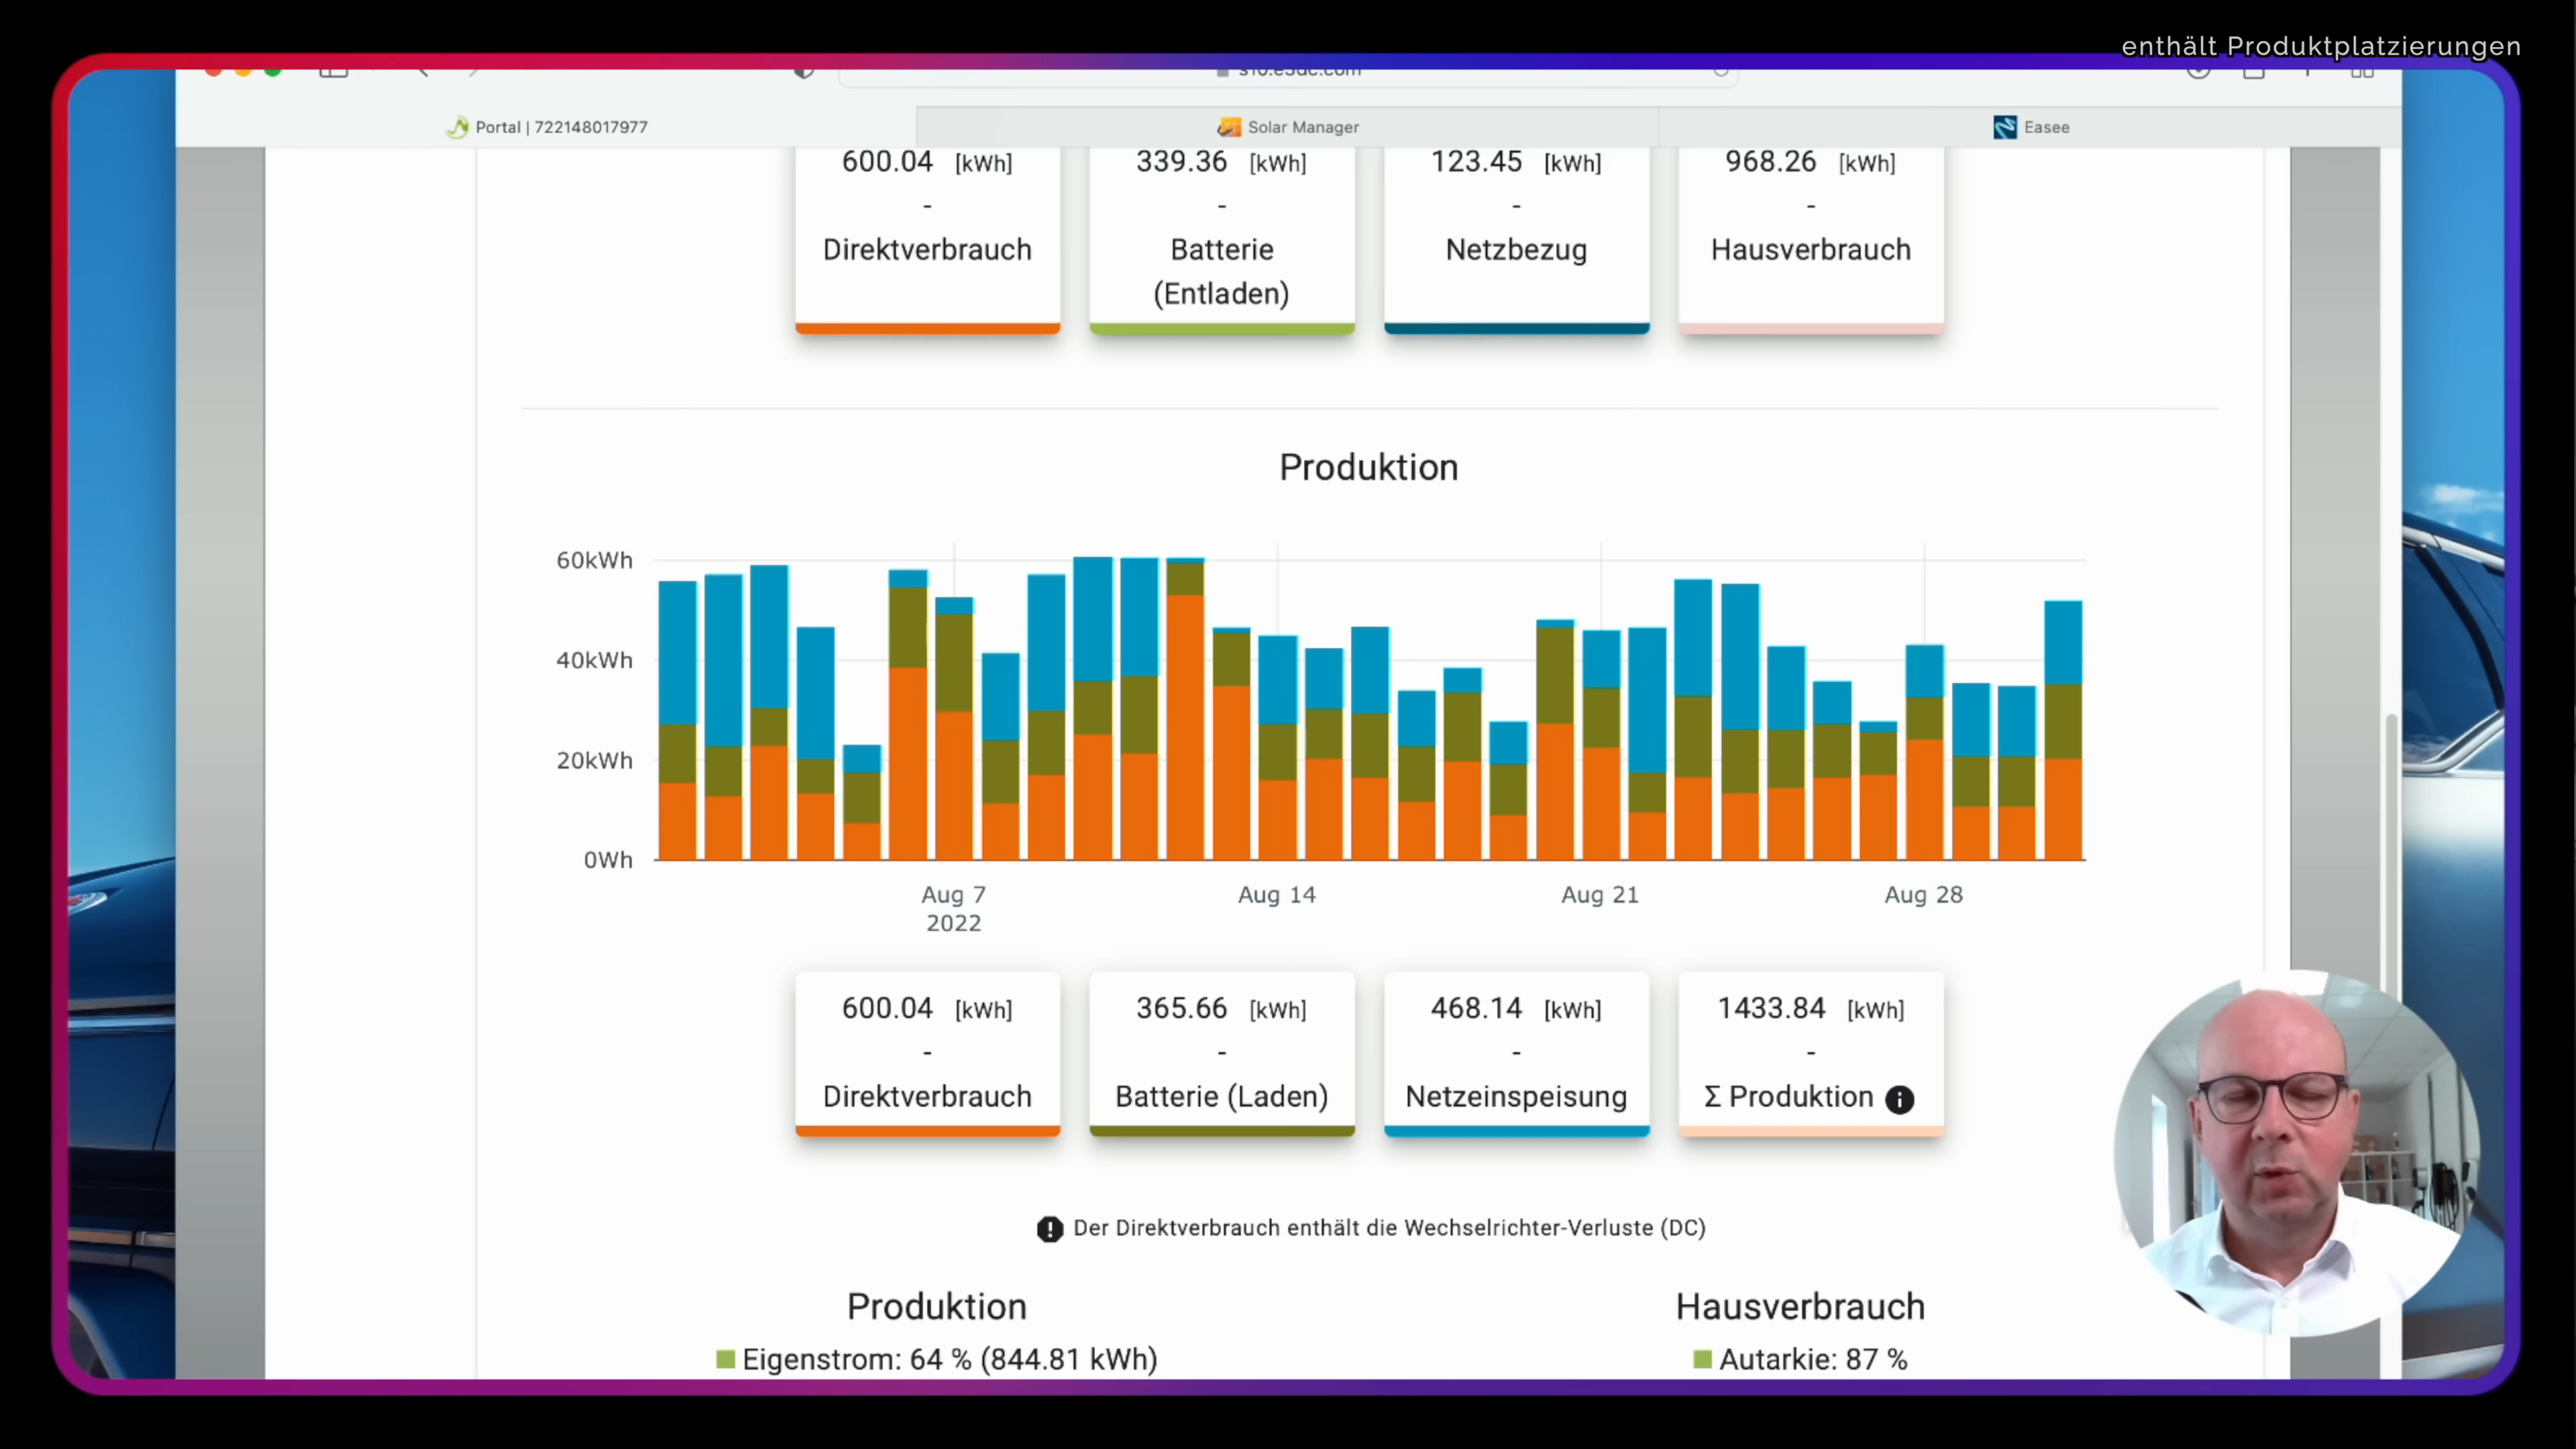 enthält Produktplatzierungen
Portal | 722148017977
Solar Manager
Easee
600.04 [kWh]
-
Direktverbrauch
339.36 [kWh]
-
Batterie
(Entladen)
123.45 [kWh]
-
Netzbezug
968.26 [kWh]
-
Hausverbrauch
Produktion
60kWh
40kWh
20kWh
0Wh
Aug 7
2022
Aug 14
Aug 21
Aug 28
600.04 [kWh]
-
Direktverbrauch
365.66 [kWh]
-
Batterie (Laden)
468.14 [kWh]
-
Netzeinspeisung
1433.84 [kWh]
-
Σ Produktion
Der Direktverbrauch enthält die Wechselrichter-Verluste (DC)
Produktion
Eigenstrom: 64 % (844.81 kWh)
Hausverbrauch
Autarkie: 87 %